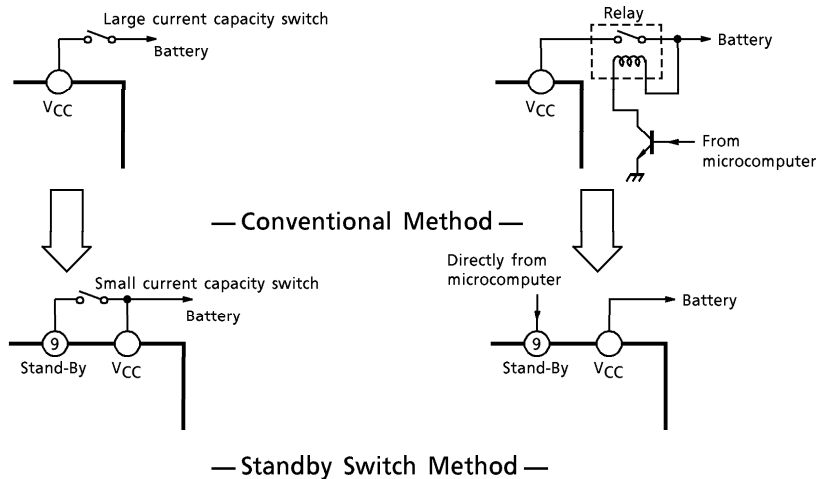 Large current capacity switch
Battery
VCC
Relay
Battery
VCC
From
microcomputer
— Conventional Method —
Small current capacity switch
Battery
9
Stand-By
VCC
Directly from
microcomputer
Battery
9
Stand-By
VCC
— Standby Switch Method —